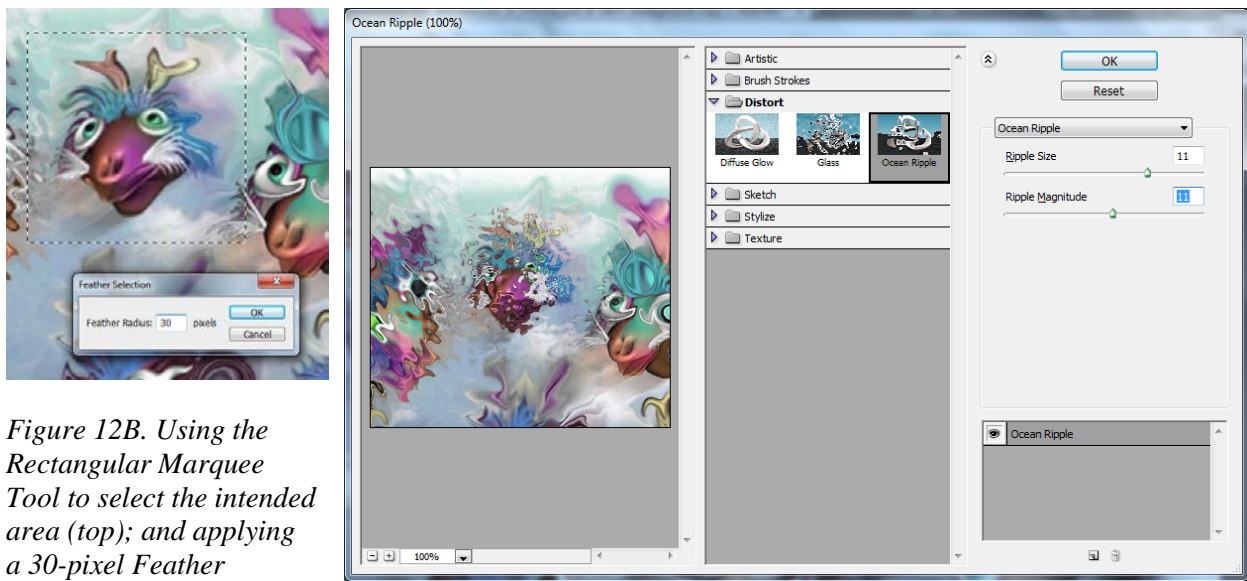 Feather Selection
Feather Radius: 30 pixels
OK
Cancel
Figure 12B. Using the
Rectangular Marquee
Tool to select the intended
area (top); and applying
a 30-pixel Feather
Ocean Ripple (100%)
Artistic
Brush Strokes
Distort
Diffuse Glow
Glass
Ocean Ripple
Sketch
Stylize
Texture
100%
OK
Reset
Ocean Ripple
Ripple Size 11
Ripple Magnitude 11
Ocean Ripple